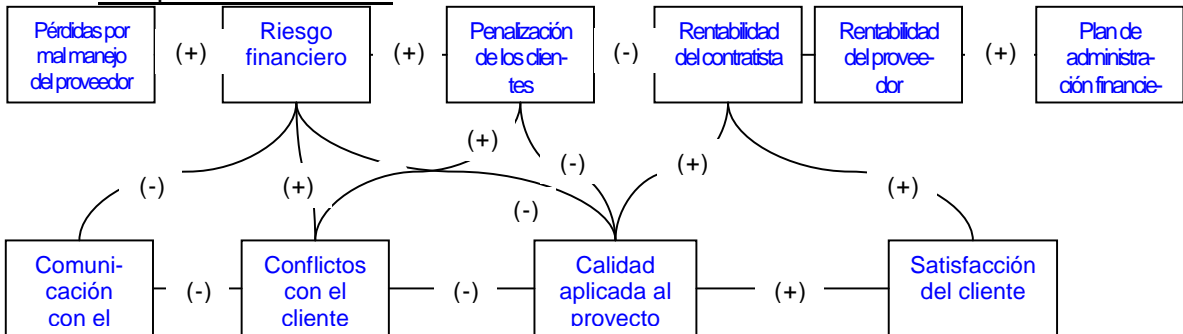 Pérdidas por
mal manejo
del proveedor
(+)
Riesgo
financiero
(+)
Penalización
de los clien-
tes
(-)
Rentabilidad
del contratista
Rentabilidad
del provee-
dor
(+)
Plan de
administra-
ción financie-
(-)
(+)
(+)
(-)
(-)
(+)
(+)
Comuni-
cación
con el
(-)
Conflictos
con el
cliente
(-)
Calidad
aplicada al
proyecto
(+)
Satisfacción
del cliente